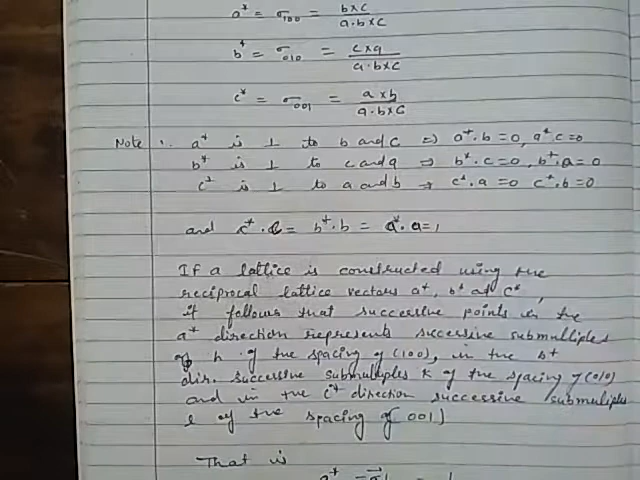 a* = σ100 = b×c / a.b×c
b* = σ010 = c×a / a.b×c
c* = σ001 = a×b / a.b×c
Note :. a* is ⊥ to b and c ⇒ a*.b=0, a*c=0
b* is ⊥ to c and a → b*.c=0, b*.a=0
c* is ⊥ to a and b → c*.a=0 c*.b=0
and c*.c = b*.b = a*.a=1
If a lattice is constructed using the
reciprocal lattice vectors a*, b* and c*,
it follows that successive points in the
a* direction represents successive submultiples
h of the spacing of (100), in the b*
dir. successive submultiples k of the spacing of (010)
and in the c* direction successive submultiples
l of the spacing of 001)
That is